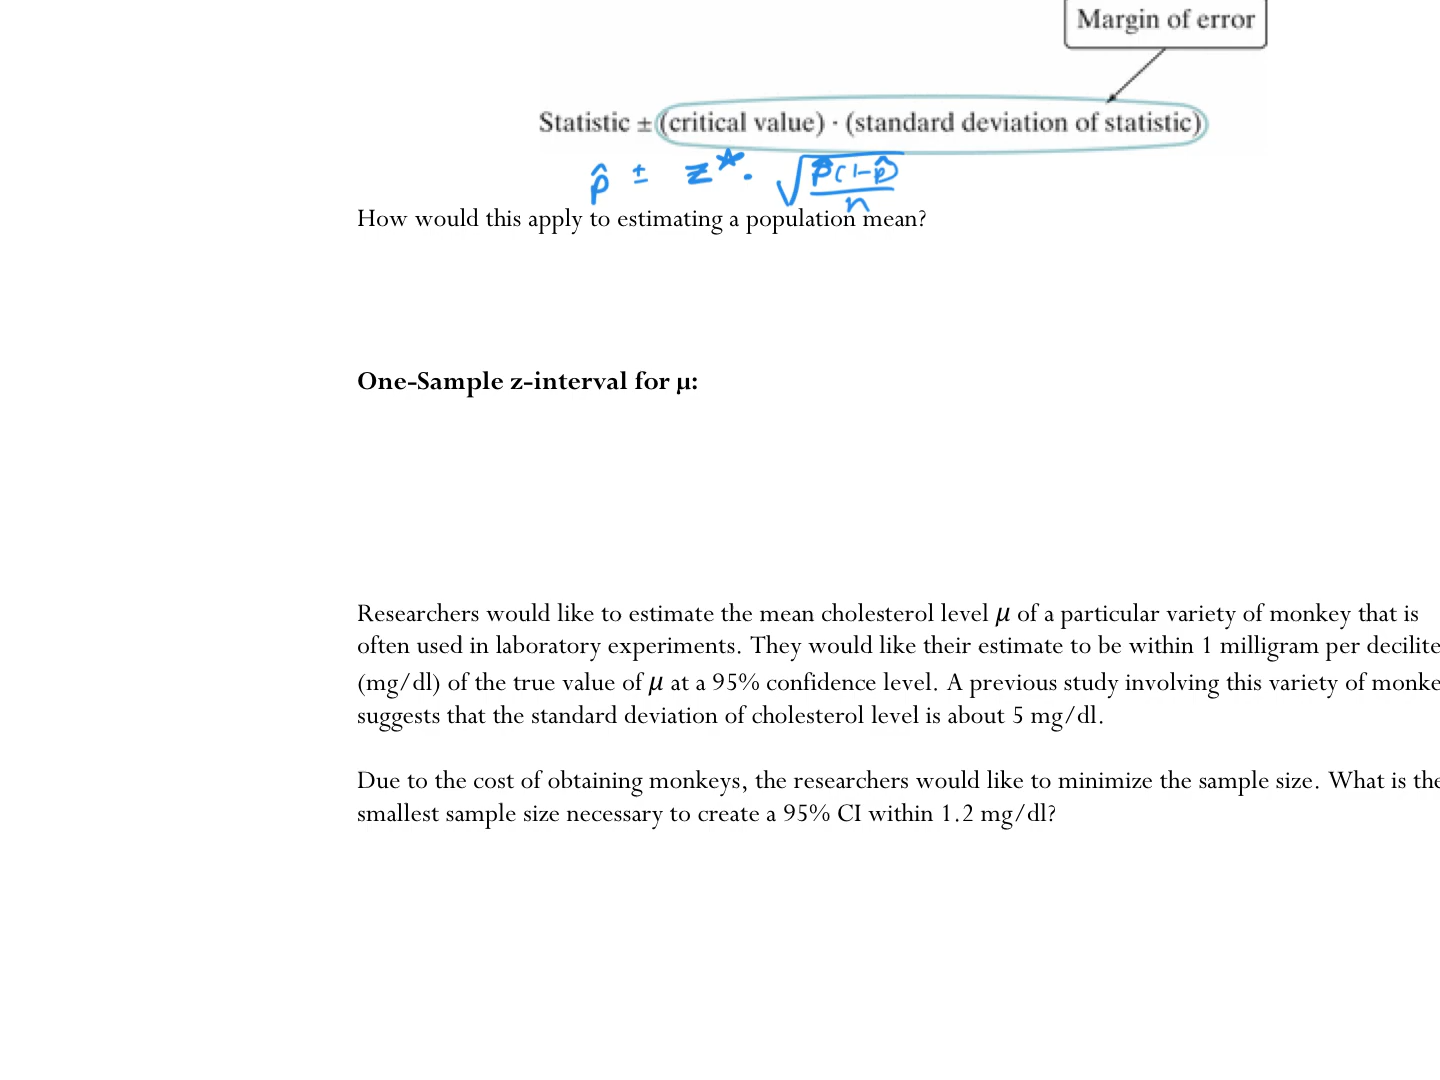 Margin of error
Statistic ± (critical value) · (standard deviation of statistic)
p̂ ± z* · √(p̂(1-p̂)/n)
How would this apply to estimating a population mean?
One-Sample z-interval for µ:
Researchers would like to estimate the mean cholesterol level µ of a particular variety of monkey that is
often used in laboratory experiments. They would like their estimate to be within 1 milligram per decilite
(mg/dl) of the true value of µ at a 95% confidence level. A previous study involving this variety of monke
suggests that the standard deviation of cholesterol level is about 5 mg/dl.
Due to the cost of obtaining monkeys, the researchers would like to minimize the sample size. What is the
smallest sample size necessary to create a 95% CI within 1.2 mg/dl?